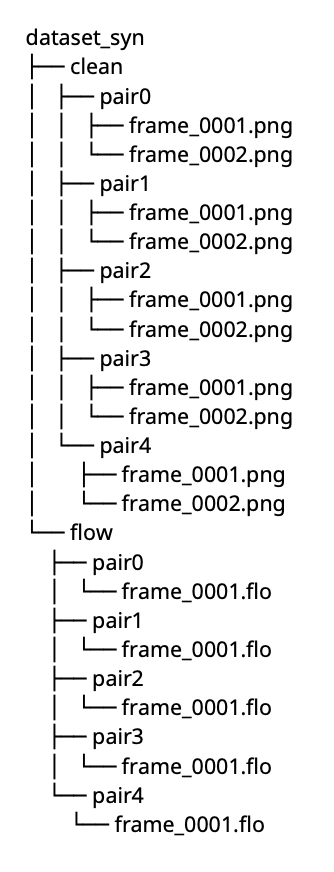 dataset_syn
├── clean
│   ├── pair0
│   │   ├── frame_0001.png
│   │   └── frame_0002.png
│   ├── pair1
│   │   ├── frame_0001.png
│   │   └── frame_0002.png
│   ├── pair2
│   │   ├── frame_0001.png
│   │   └── frame_0002.png
│   ├── pair3
│   │   ├── frame_0001.png
│   │   └── frame_0002.png
│   └── pair4
│       ├── frame_0001.png
│       └── frame_0002.png
└── flow
    ├── pair0
    │   └── frame_0001.flo
    ├── pair1
    │   └── frame_0001.flo
    ├── pair2
    │   └── frame_0001.flo
    ├── pair3
    │   └── frame_0001.flo
    └── pair4
        └── frame_0001.flo